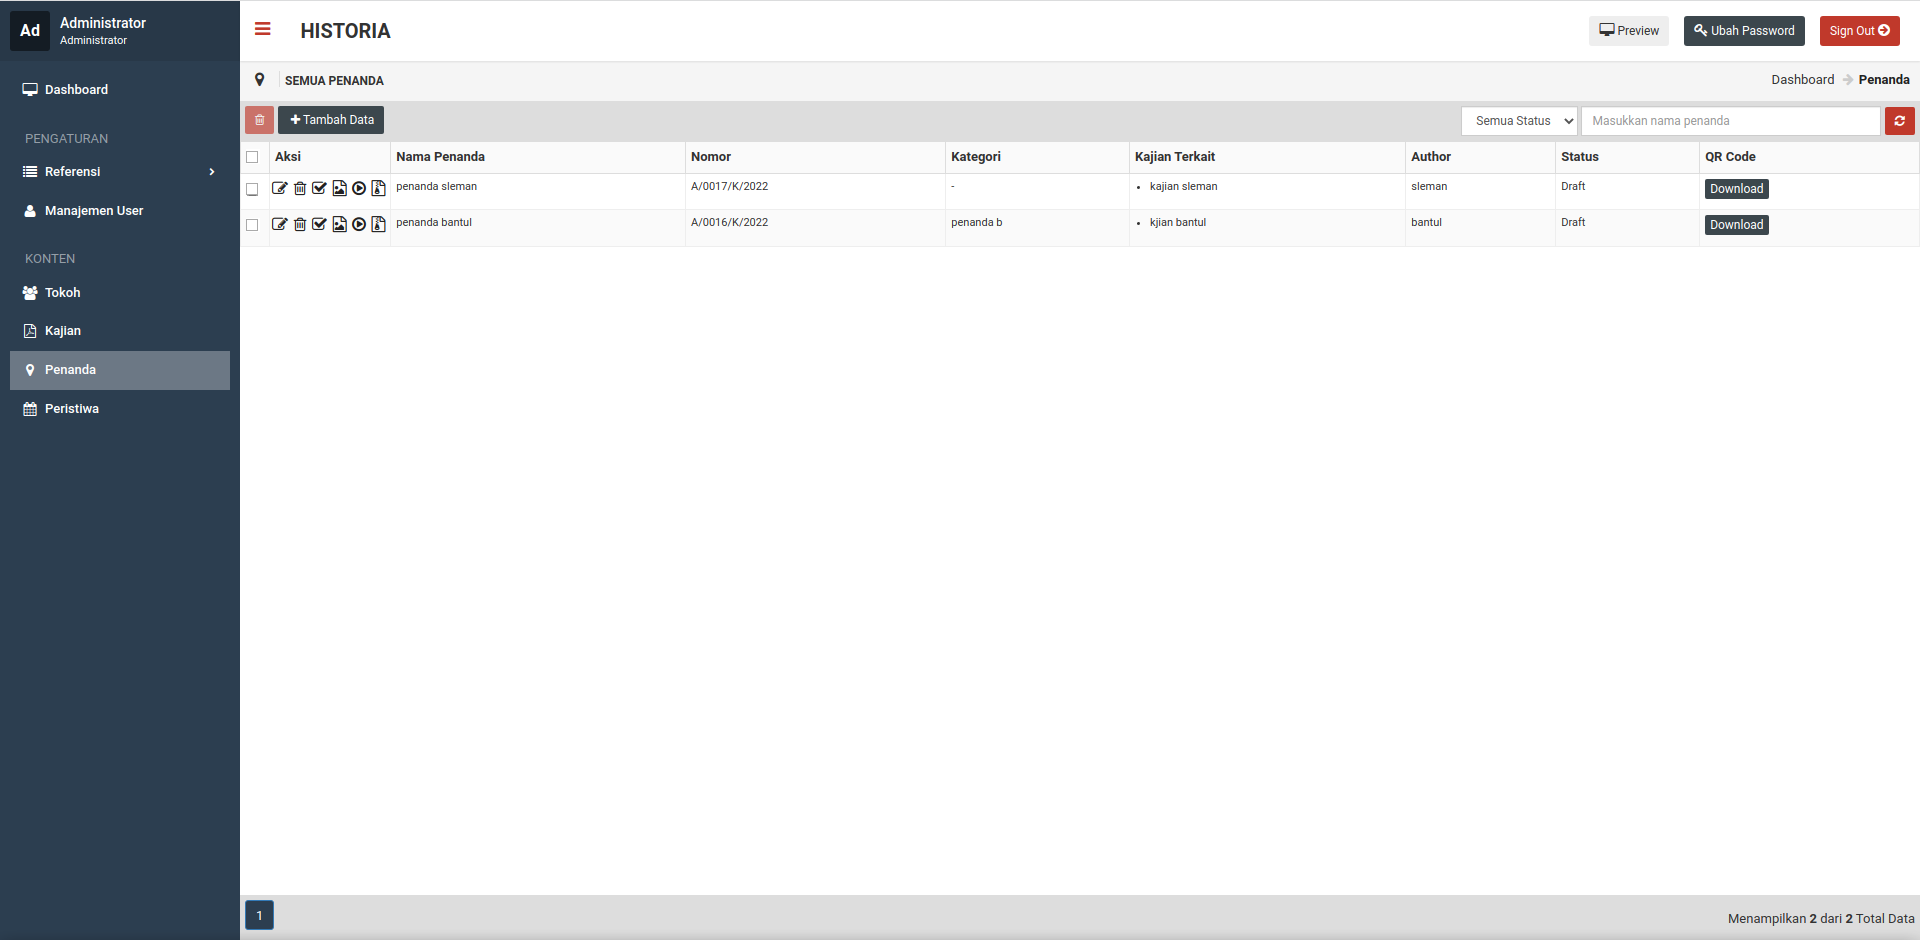 Ad
Administrator
Administrator
HISTORIA
Preview
Ubah Password
Sign Out
Dashboard
PENGATURAN
Referensi
Manajemen User
KONTEN
Tokoh
Kajian
Penanda
Peristiwa
SEMUA PENANDA
Dashboard Penanda
Tambah Data
Semua Status
Masukkan nama penanda
Aksi Nama Penanda Nomor Kategori Kajian Terkait Author Status QR Code
penanda sleman A/0017/K/2022 - • kajian sleman sleman Draft Download
penanda bantul A/0016/K/2022 penanda b • kjian bantul bantul Draft Download
1
Menampilkan 2 dari 2 Total Data